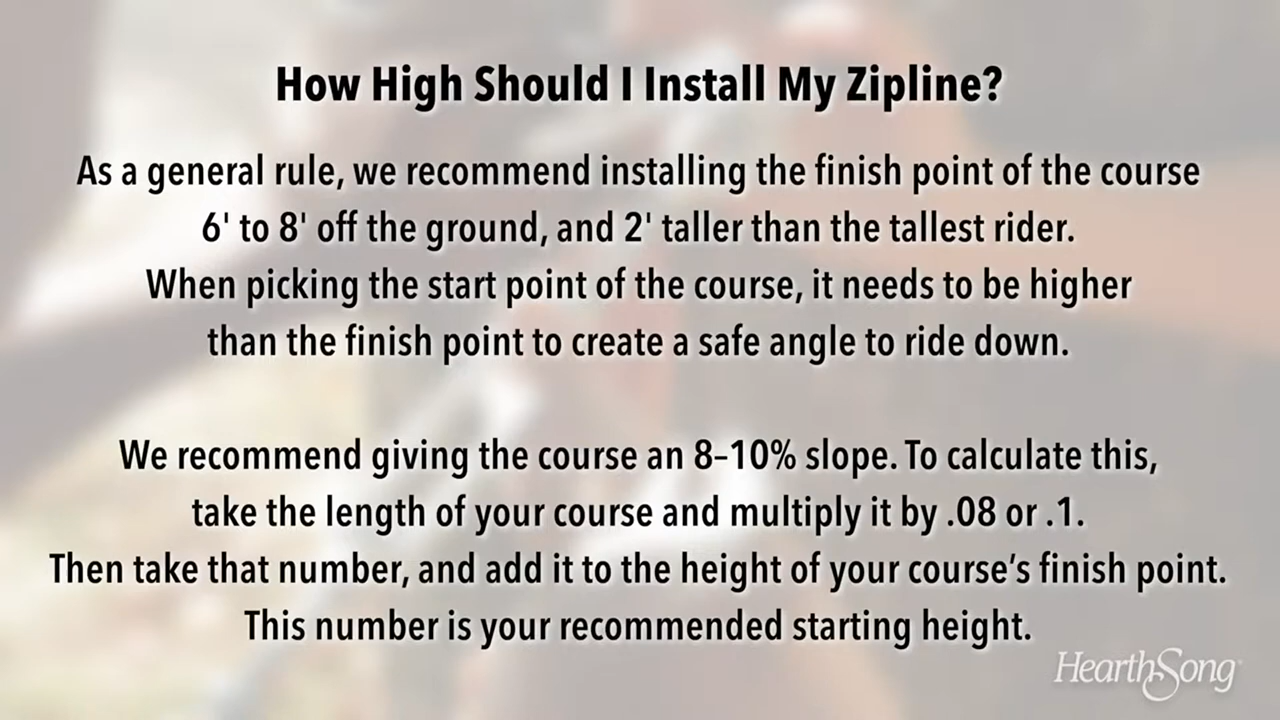 How High Should I Install My Zipline?
As a general rule, we recommend installing the finish point of the course
6' to 8' off the ground, and 2' taller than the tallest rider.
When picking the start point of the course, it needs to be higher
than the finish point to create a safe angle to ride down.
We recommend giving the course an 8–10% slope. To calculate this,
take the length of your course and multiply it by .08 or .1.
Then take that number, and add it to the height of your course’s finish point.
This number is your recommended starting height.
HearthSong